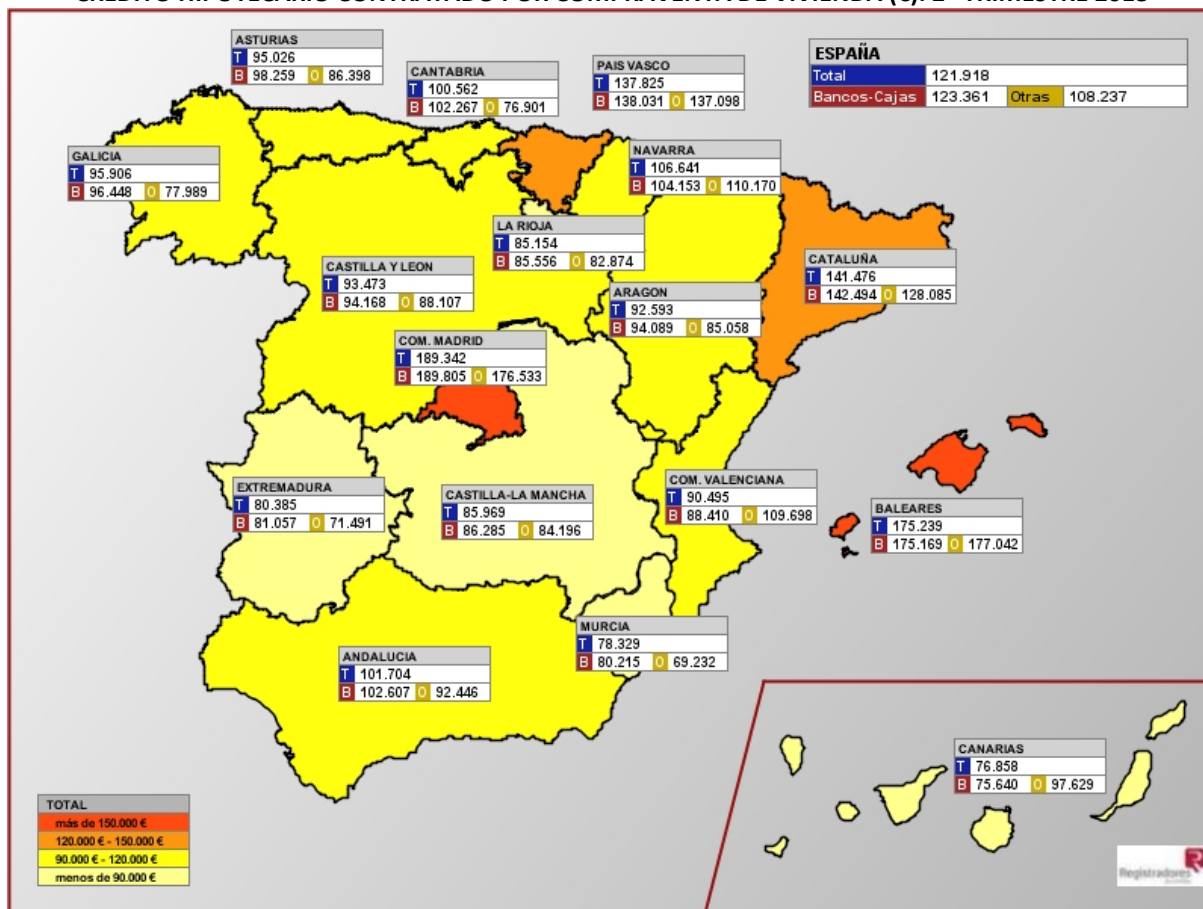 ASTURIAS
T 95.026
B 98.259 O 86.398
CANTABRIA
T 100.562
B 102.267 O 76.901
PAIS VASCO
T 137.825
B 138.031 O 137.098
ESPAÑA
Total 121.918
Bancos-Cajas 123.361 Otras 108.237
GALICIA
T 95.906
B 96.448 O 77.989
NAVARRA
T 106.641
B 104.153 O 110.170
LA RIOJA
T 85.154
B 85.556 O 82.874
CASTILLA Y LEON
T 93.473
B 94.168 O 88.107
CATALUÑA
T 141.476
B 142.494 O 128.085
ARAGON
T 92.593
B 94.089 O 85.058
COM. MADRID
T 189.342
B 189.805 O 176.533
EXTREMADURA
T 80.385
B 81.057 O 71.491
CASTILLA-LA MANCHA
T 85.969
B 86.285 O 84.196
COM. VALENCIANA
T 90.495
B 88.410 O 109.698
BALEARES
T 175.239
B 175.169 O 177.042
MURCIA
T 78.329
B 80.215 O 69.232
ANDALUCIA
T 101.704
B 102.607 O 92.446
CANARIAS
T 76.858
B 75.640 O 97.629
TOTAL
más de 150.000 €
120.000 € - 150.000 €
90.000 € - 120.000 €
menos de 90.000 €
Registradores